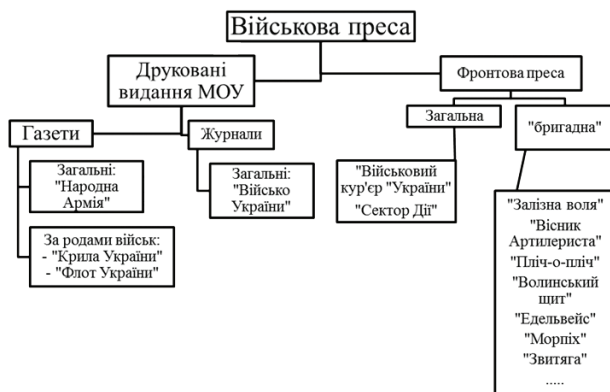 Військова преса
Друковані
видання МОУ
Фронтова преса
Газети
Журнали
Загальна
"бригадна"
Загальні:
"Народна
Армія"
Загальні:
"Військо
України"
"Військовий
кур'єр "України"
"Сектор Дії"
За родами військ:
- "Крила України"
- "Флот України"
"Залізна воля"
"Вісник
Артилериста"
"Пліч-о-пліч"
"Волинський
щит"
"Едельвейс"
"Морпіх"
"Звитяга"
.....